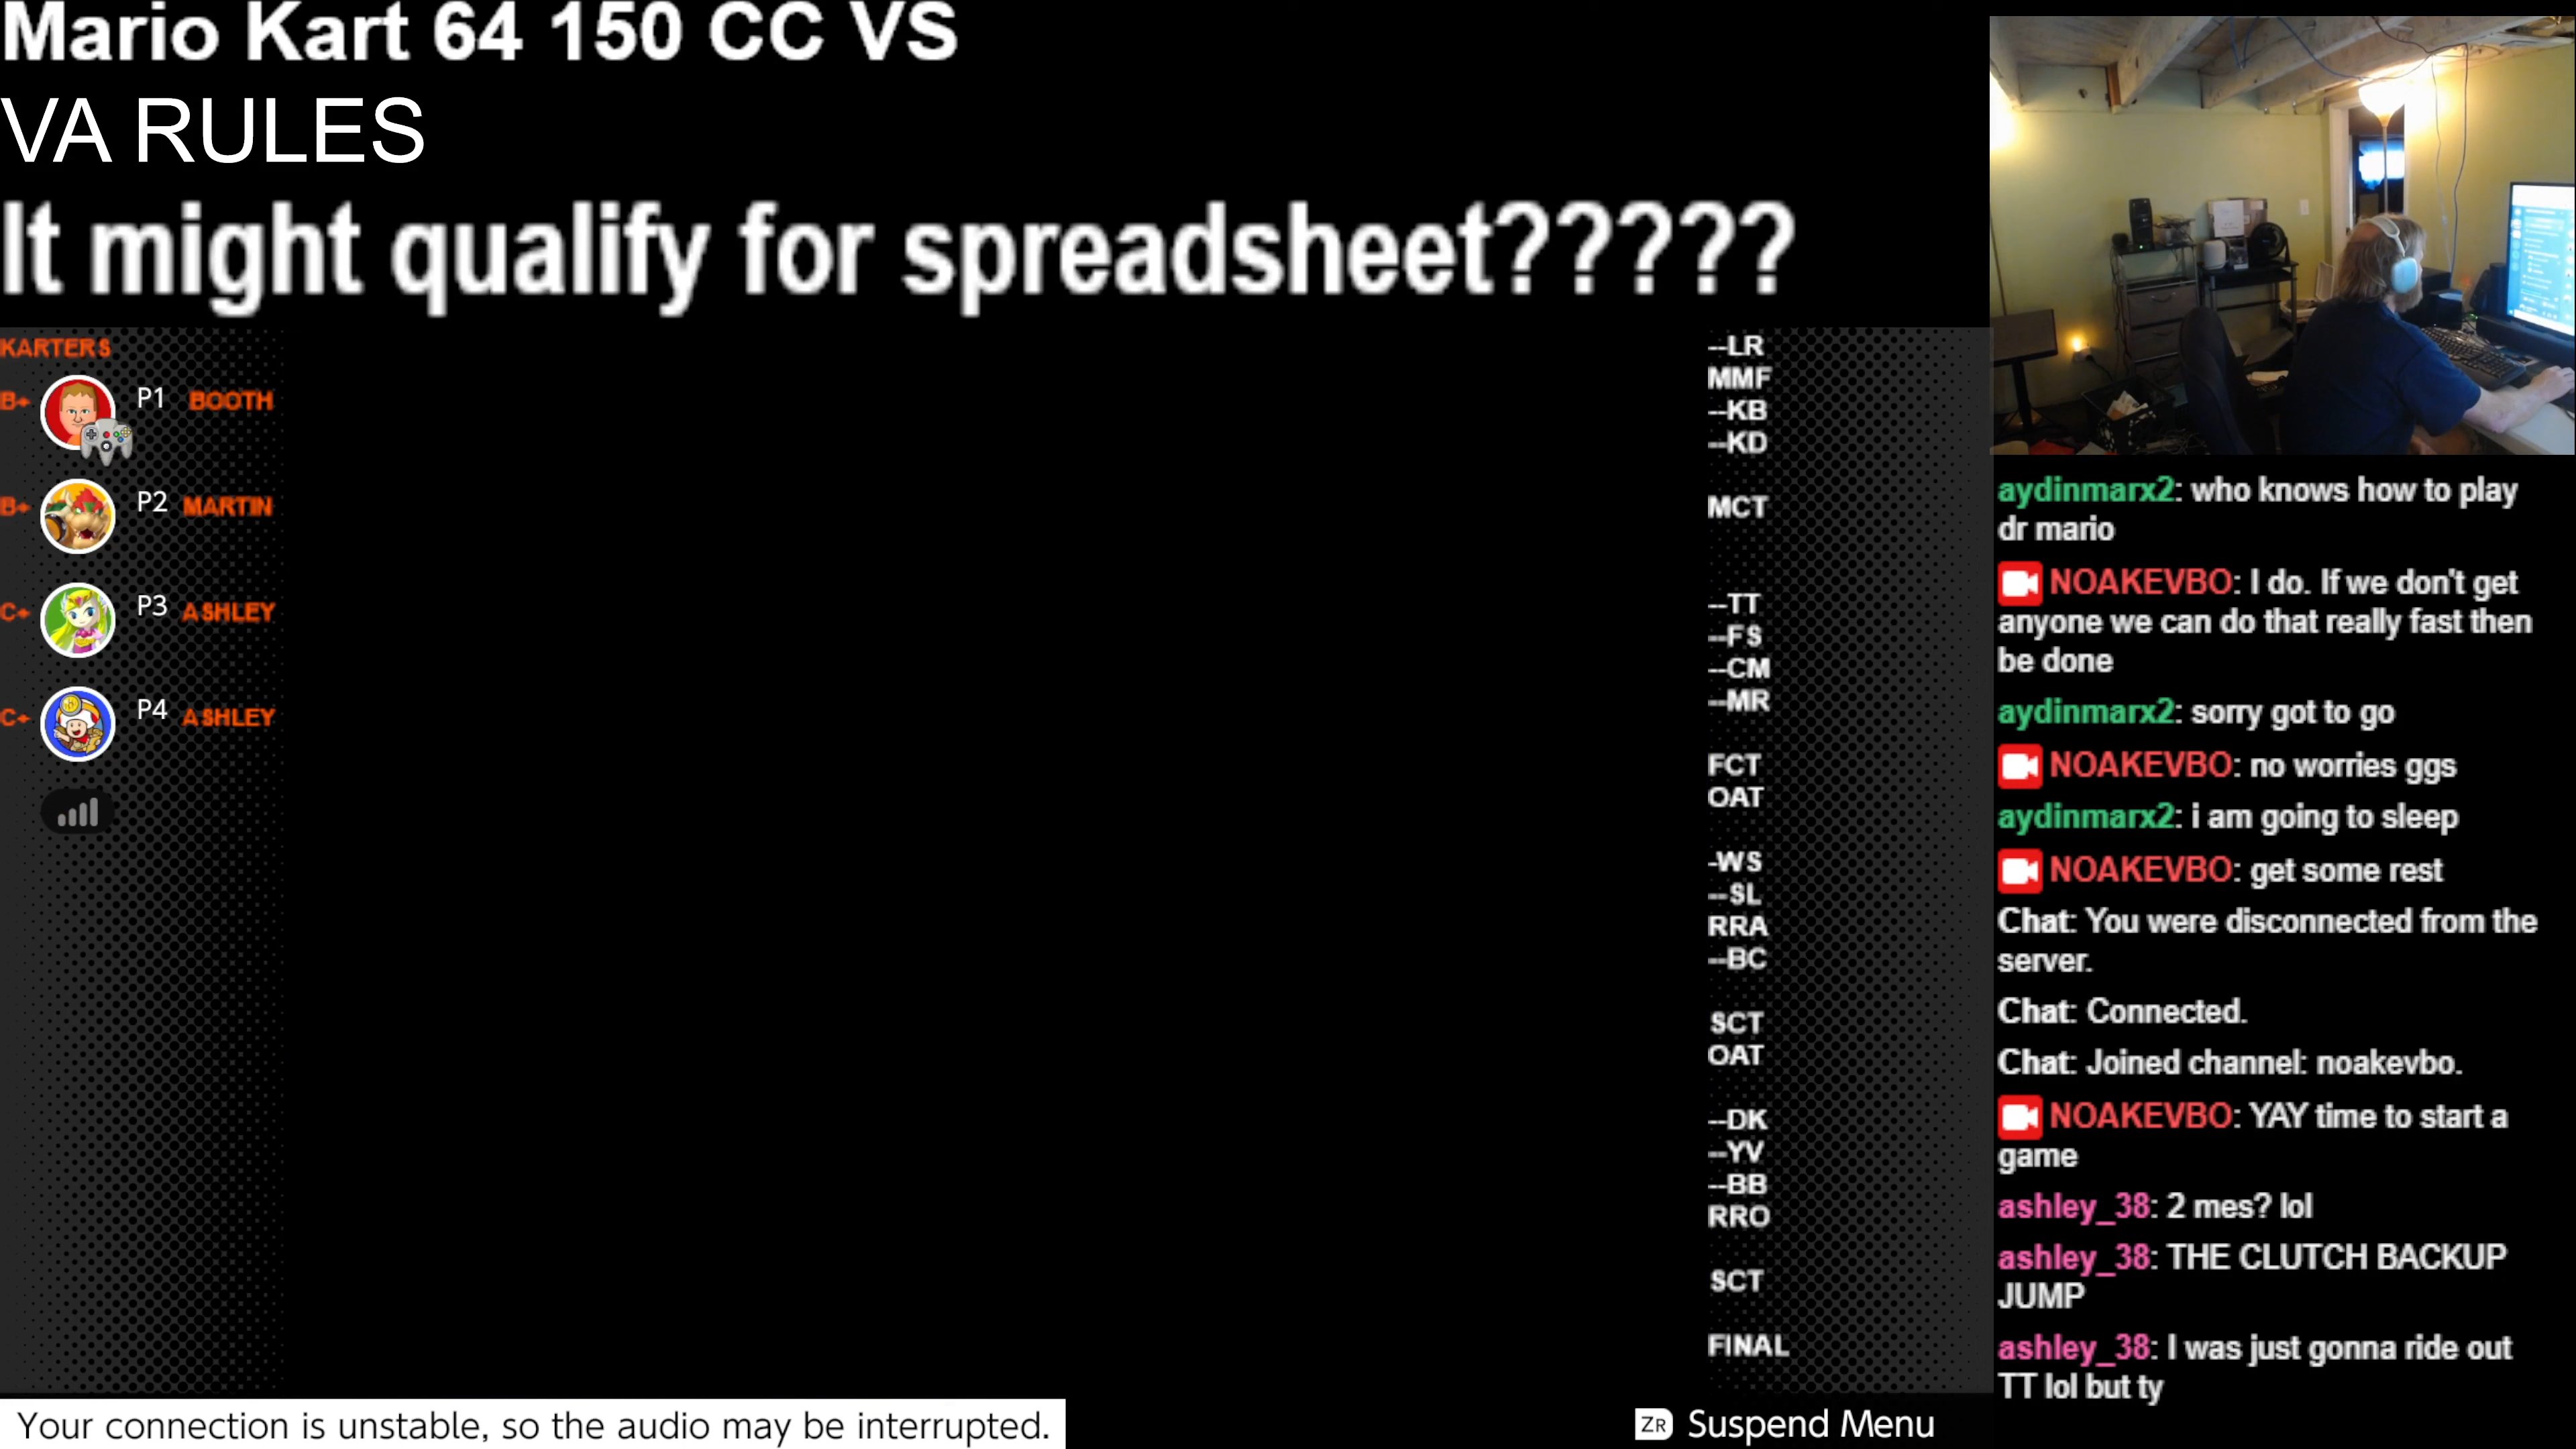 Mario Kart 64 150 CC VS
VA RULES
It might qualify for spreadsheet?????
KARTERS
B+ P1 BOOTH
B+ P2 MARTIN
C+ P3 ASHLEY
C+ P4 ASHLEY
--LR
MMF
--KB
--KD
MCT
--TT
--FS
--CM
--MR
FCT
OAT
-WS
--SL
RRA
--BC
SCT
OAT
--DK
--YV
--BB
RRO
SCT
FINAL
Your connection is unstable, so the audio may be interrupted.
ZR Suspend Menu
aydinmarx2: who knows how to play
dr mario
NOAKEVBO: I do. If we don't get
anyone we can do that really fast then
be done
aydinmarx2: sorry got to go
NOAKEVBO: no worries ggs
aydinmarx2: i am going to sleep
NOAKEVBO: get some rest
Chat: You were disconnected from the
server.
Chat: Connected.
Chat: Joined channel: noakevbo.
NOAKEVBO: YAY time to start a
game
ashley_38: 2 mes? lol
ashley_38: THE CLUTCH BACKUP
JUMP
ashley_38: I was just gonna ride out
TT lol but ty